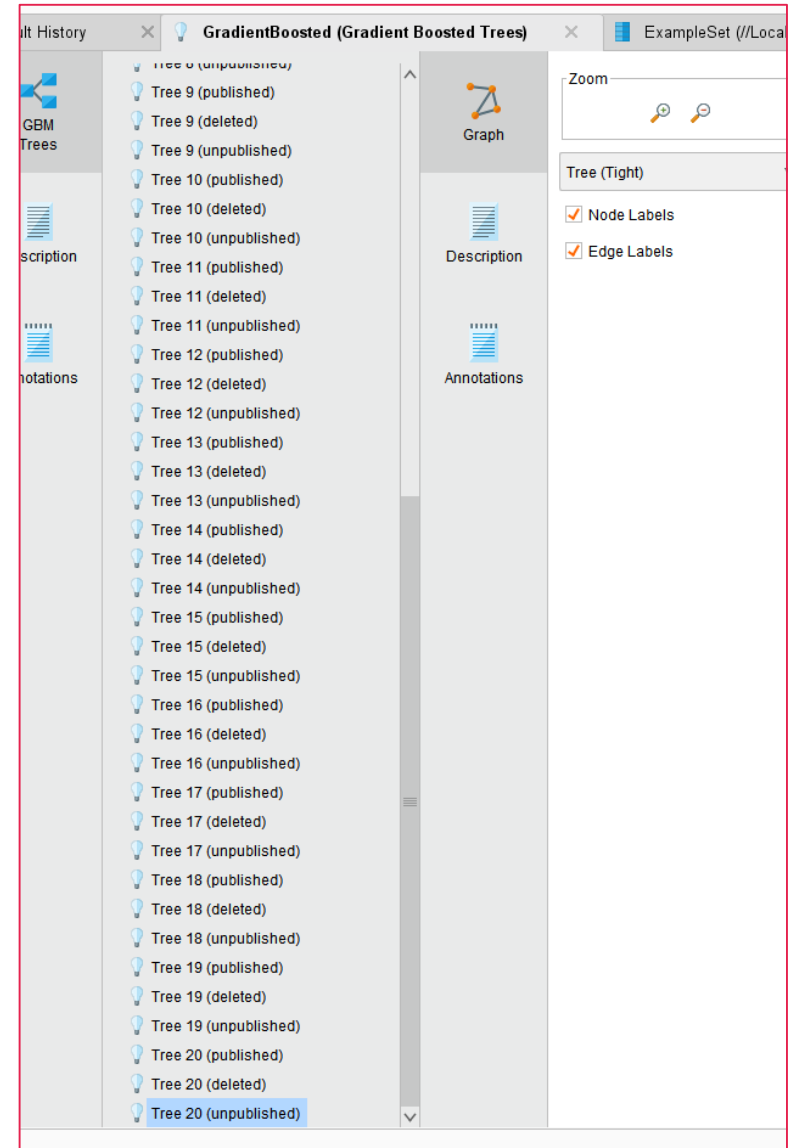 ult History
GradientBoosted (Gradient Boosted Trees)
ExampleSet (//Local
GBM
Trees
scription
notations
Tree 8 (unpublished)
Tree 9 (published)
Tree 9 (deleted)
Tree 9 (unpublished)
Tree 10 (published)
Tree 10 (deleted)
Tree 10 (unpublished)
Tree 11 (published)
Tree 11 (deleted)
Tree 11 (unpublished)
Tree 12 (published)
Tree 12 (deleted)
Tree 12 (unpublished)
Tree 13 (published)
Tree 13 (deleted)
Tree 13 (unpublished)
Tree 14 (published)
Tree 14 (deleted)
Tree 14 (unpublished)
Tree 15 (published)
Tree 15 (deleted)
Tree 15 (unpublished)
Tree 16 (published)
Tree 16 (deleted)
Tree 16 (unpublished)
Tree 17 (published)
Tree 17 (deleted)
Tree 17 (unpublished)
Tree 18 (published)
Tree 18 (deleted)
Tree 18 (unpublished)
Tree 19 (published)
Tree 19 (deleted)
Tree 19 (unpublished)
Tree 20 (published)
Tree 20 (deleted)
Tree 20 (unpublished)
Graph
Description
Annotations
Zoom
Tree (Tight)
Node Labels
Edge Labels